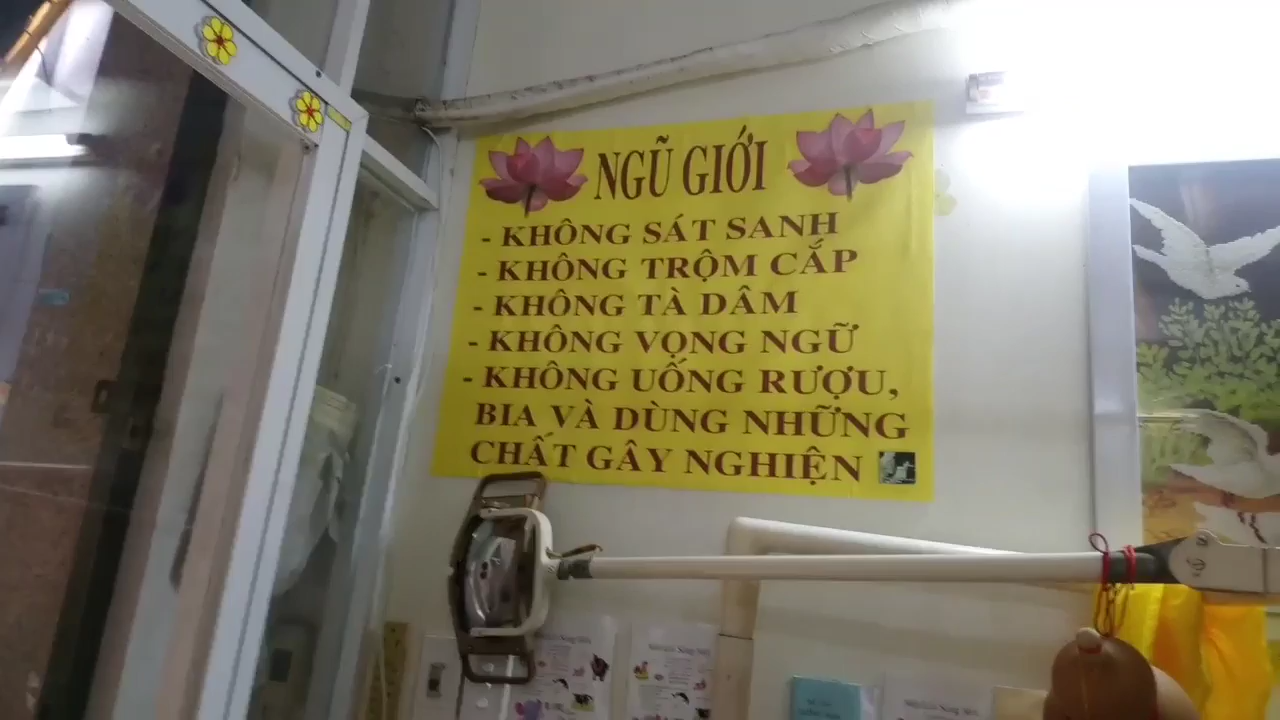 NGŨ GIỚI
- KHÔNG SÁT SANH
- KHÔNG TRỘM CẮP
- KHÔNG TÀ DÂM
- KHÔNG VỌNG NGỮ
- KHÔNG UỐNG RƯỢU,
BIA VÀ DÙNG NHỮNG
CHẤT GÂY NGHIỆN